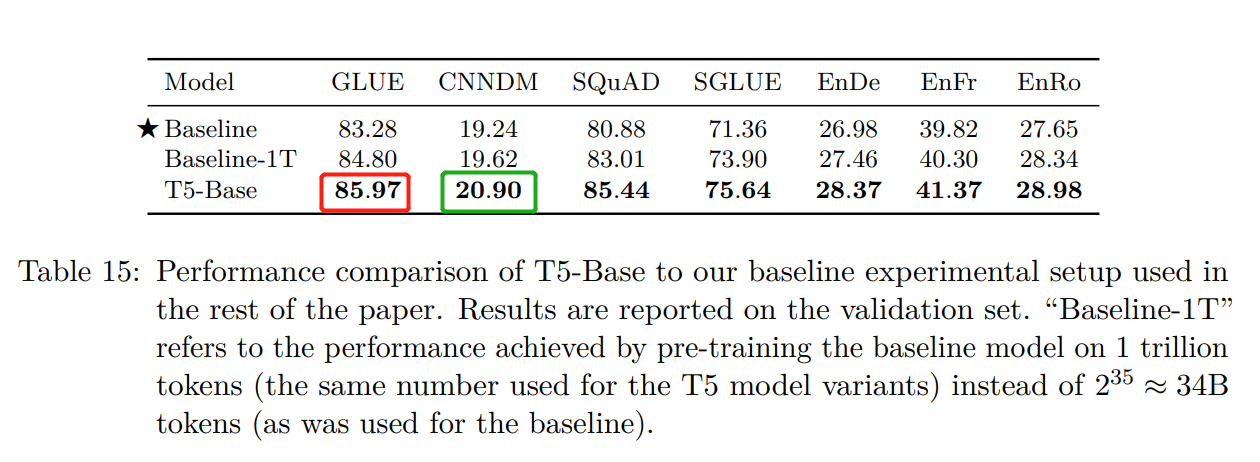 Model GLUE CNNDM SQuAD SGLUE EnDe EnFr EnRo
★ Baseline 83.28 19.24 80.88 71.36 26.98 39.82 27.65
Baseline-1T 84.80 19.62 83.01 73.90 27.46 40.30 28.34
T5-Base 85.97 20.90 85.44 75.64 28.37 41.37 28.98
Table 15: Performance comparison of T5-Base to our baseline experimental setup used in
the rest of the paper. Results are reported on the validation set. “Baseline-1T”
refers to the performance achieved by pre-training the baseline model on 1 trillion
tokens (the same number used for the T5 model variants) instead of 2³⁵ ≈ 34B
tokens (as was used for the baseline).